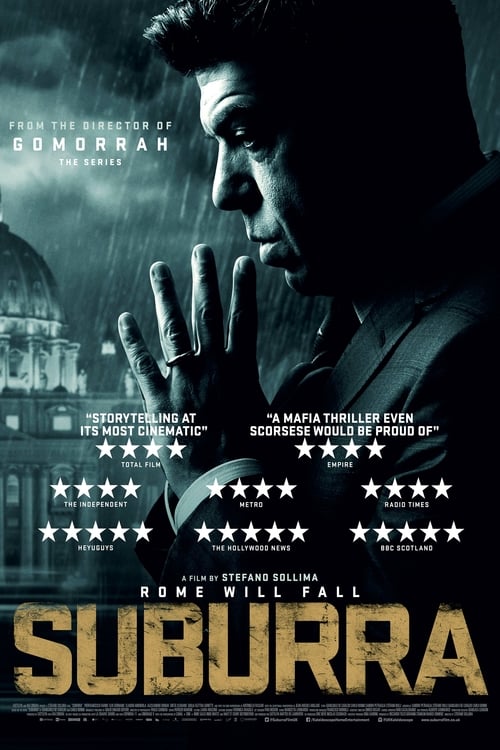 FROM THE DIRECTOR OF
GOMORRAH
THE SERIES
"STORYTELLING AT
ITS MOST CINEMATIC"
TOTAL FILM
"A MAFIA THRILLER EVEN
SCORSESE WOULD BE PROUD OF"
EMPIRE
THE INDEPENDENT
METRO
RADIO TIMES
HEYUGUYS
THE HOLLYWOOD NEWS
BBC SCOTLAND
A FILM BY STEFANO SOLLIMA
ROME WILL FALL
SUBURRA